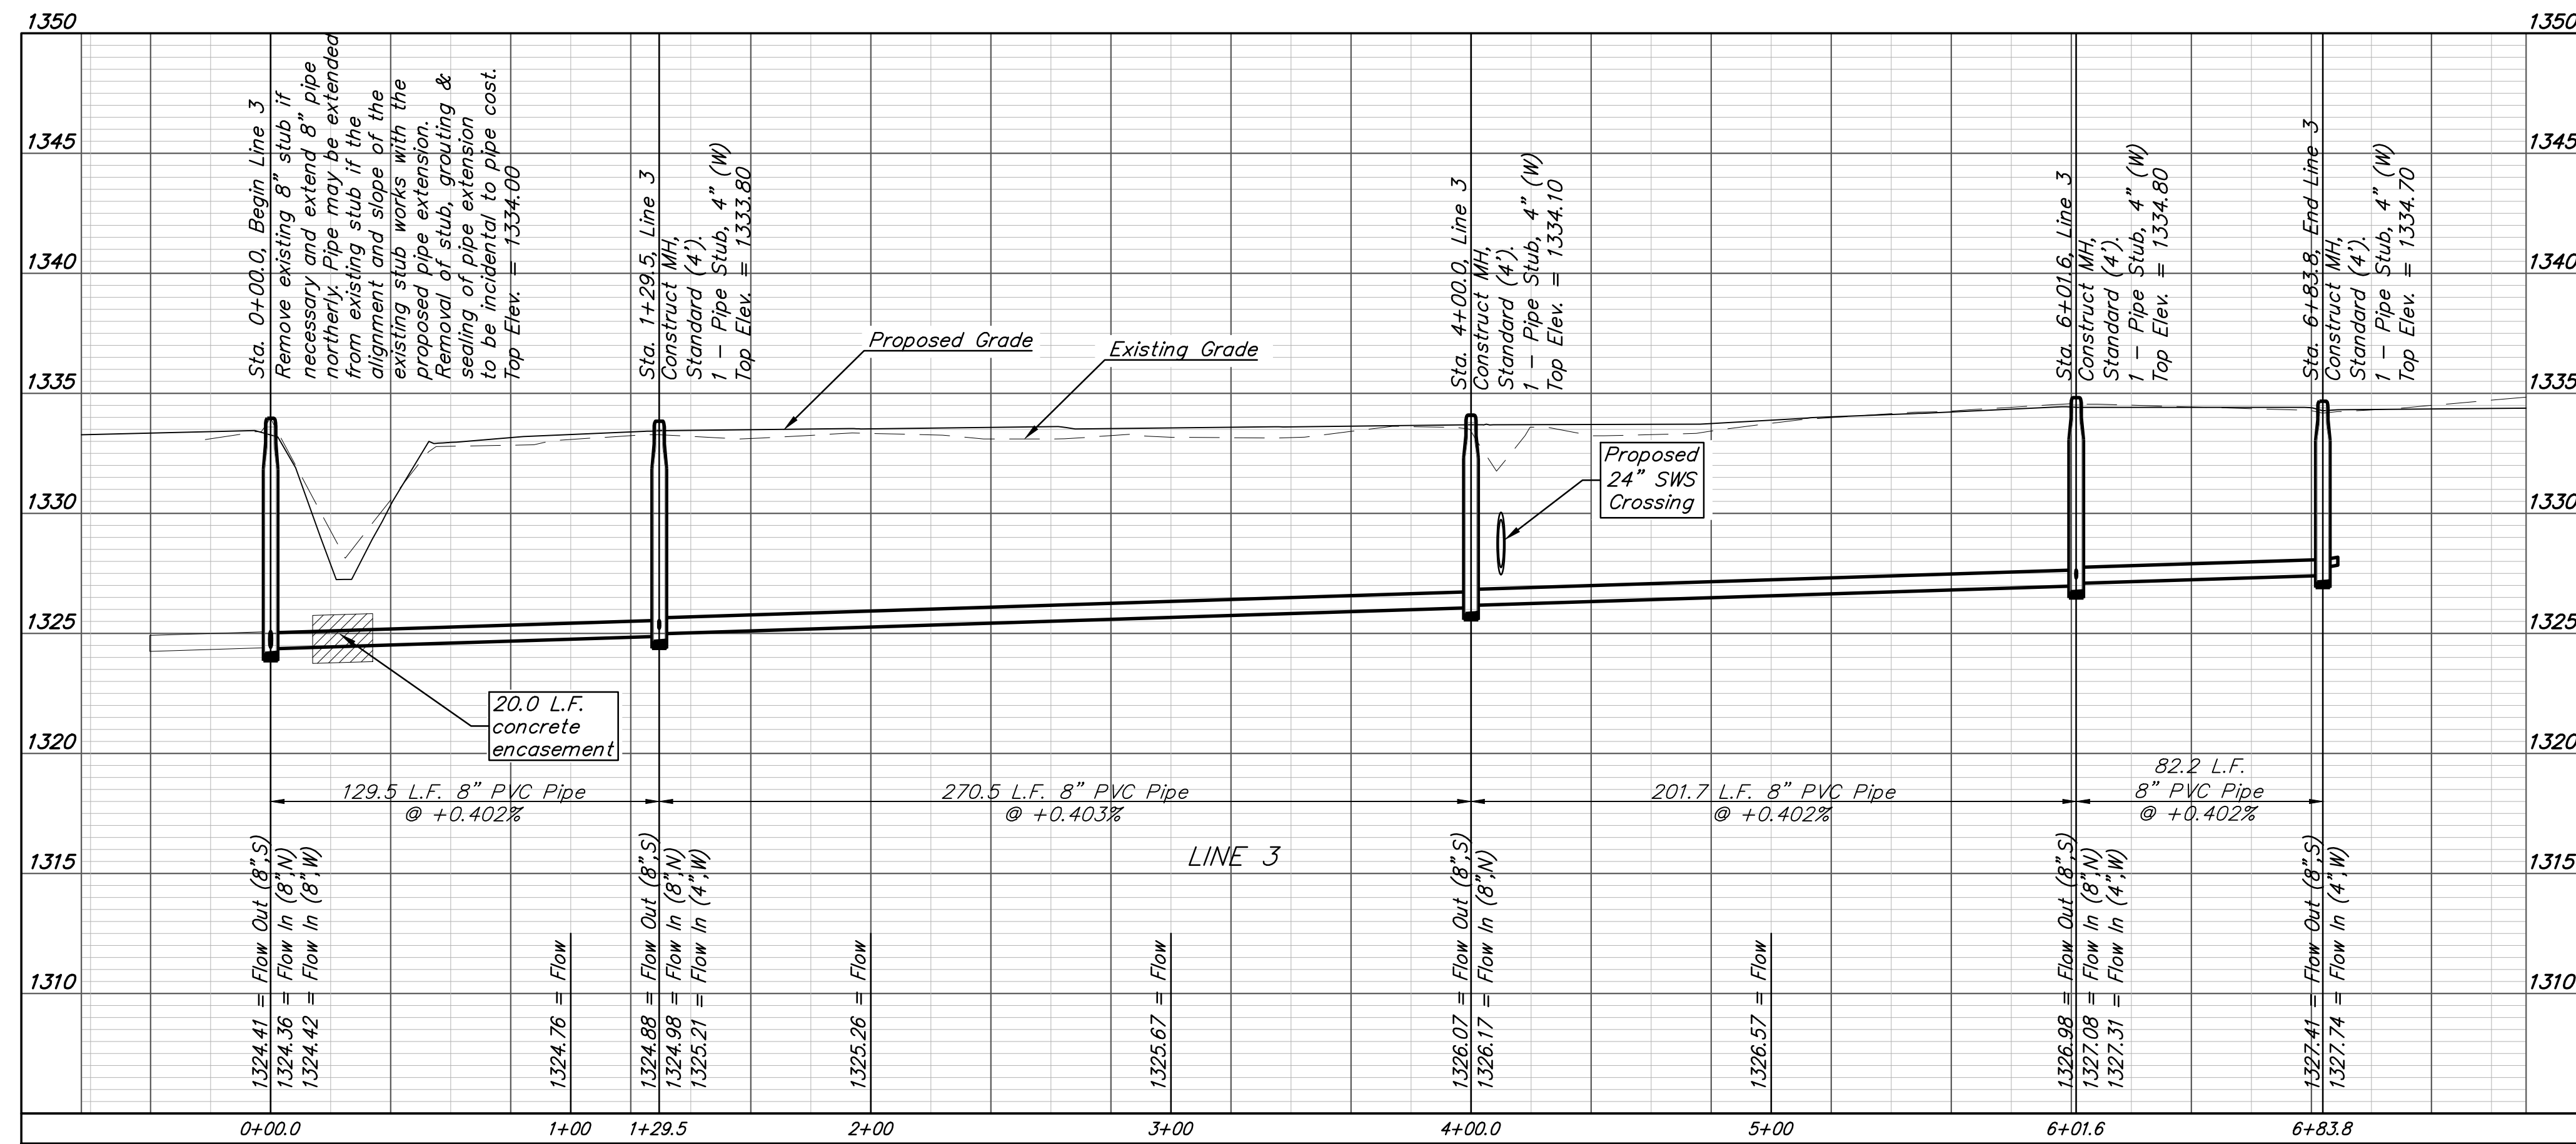 1350
1350
1345
1345
1340
1340
1335
1335
1330
1330
1325
1325
1320
1320
1315
1315
1310
1310
Sta. 0+00.0, Begin Line 3
Remove existing 8" stub if
necessary and extend 8" pipe
northerly. Pipe may be extended
from existing stub if the
alignment and slope of the
existing stub works with the
proposed pipe extension.
Removal of stub, grouting &
sealing of pipe extension
to be incidental to pipe cost.
Top Elev. = 1334.00
Sta. 1+29.5, Line 3
Construct MH,
Standard (4').
1 - Pipe Stub, 4" (W)
Top Elev. = 1333.80
Sta. 4+00.0, Line 3
Construct MH,
Standard (4').
1 - Pipe Stub, 4" (W)
Top Elev. = 1334.10
Sta. 6+01.6, Line 3
Construct MH,
Standard (4').
1 - Pipe Stub, 4" (W)
Top Elev. = 1334.80
Sta. 6+83.8, End Line 3
Construct MH,
Standard (4').
1 - Pipe Stub, 4" (W)
Top Elev. = 1334.70
Proposed Grade
Existing Grade
Proposed
24" SWS
Crossing
20.0 L.F.
concrete
encasement
129.5 L.F. 8" PVC Pipe
@ +0.402%
270.5 L.F. 8" PVC Pipe
@ +0.403%
201.7 L.F. 8" PVC Pipe
@ +0.402%
82.2 L.F.
8" PVC Pipe
@ +0.402%
LINE 3
1324.41 = Flow Out (8",S)
1324.36 = Flow In (8",N)
1324.42 = Flow In (8",W)
1324.76 = Flow
1324.88 = Flow Out (8",S)
1324.98 = Flow In (8",N)
1325.21 = Flow In (4",W)
1325.26 = Flow
1325.67 = Flow
1326.07 = Flow Out (8",S)
1326.17 = Flow In (8",N)
1326.57 = Flow
1326.98 = Flow Out (8",S)
1327.08 = Flow In (8",N)
1327.31 = Flow In (4",W)
1327.41 = Flow Out (8",S)
1327.74 = Flow In (4",W)
0+00.0
1+00
1+29.5
2+00
3+00
4+00.0
5+00
6+01.6
6+83.8